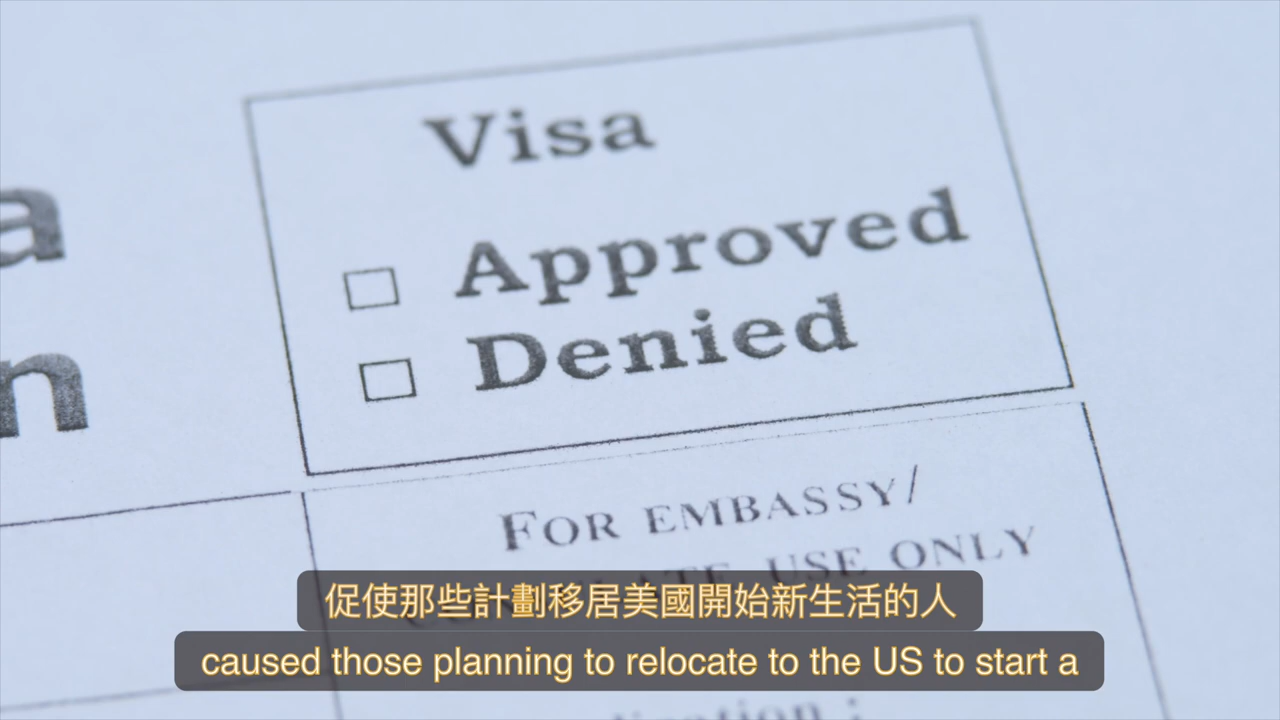 Visa
Approved
Denied
FOR EMBASSY/
USE ONLY
促使那些計劃移居美國開始新生活的人
caused those planning to relocate to the US to start a